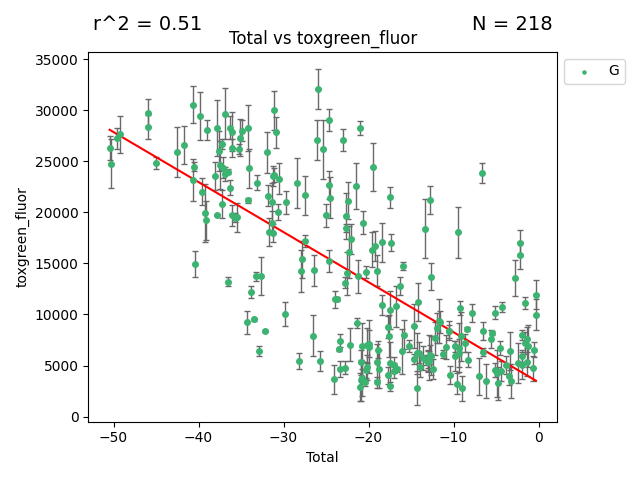 r^2 = 0.51
N = 218
Total vs toxgreen_fluor
G
35000
30000
25000
20000
15000
10000
5000
0
toxgreen_fluor
−50
−40
−30
−20
−10
0
Total